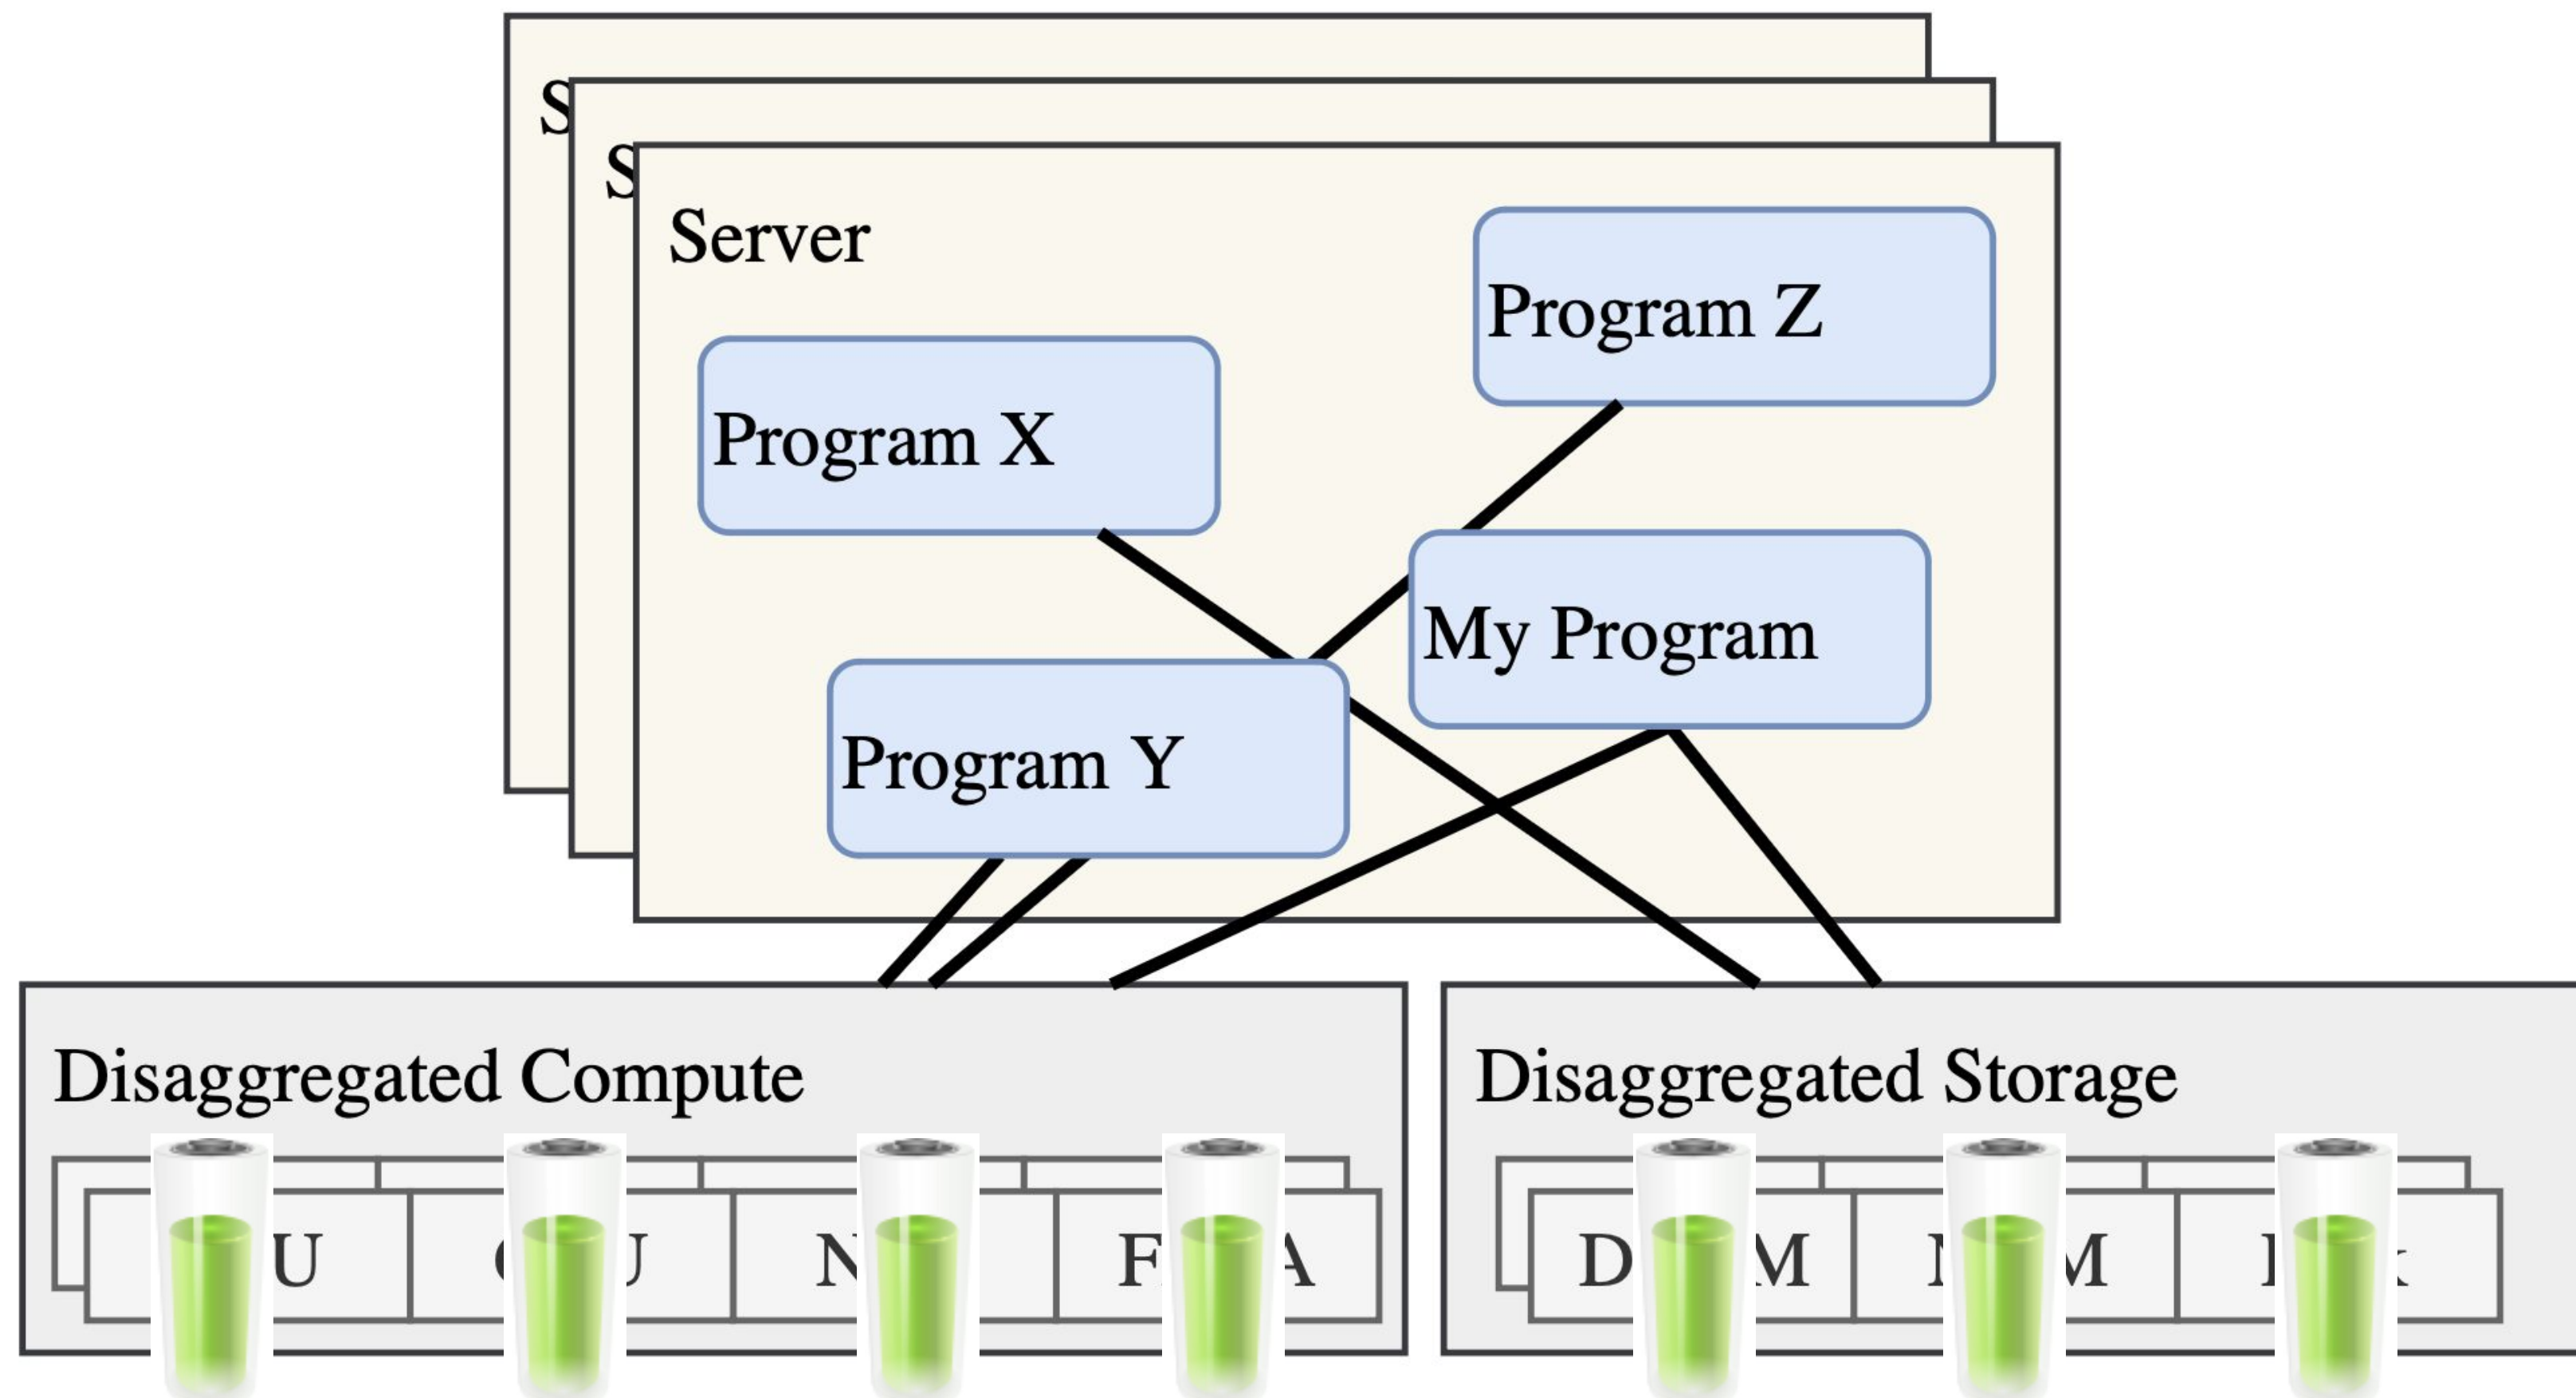 S
S
Server
Program Z
Program X
My Program
Program Y
Disaggregated Compute
Disaggregated Storage